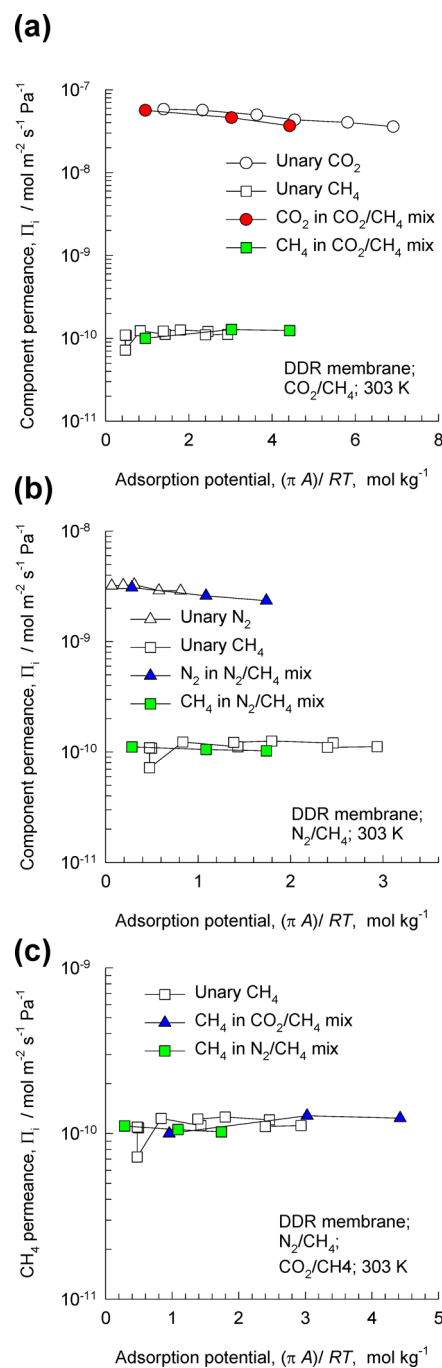 (a)
10⁻⁷
10⁻⁸
10⁻⁹
10⁻¹⁰
10⁻¹¹
Component permeance, Πᵢ / mol m⁻² s⁻¹ Pa⁻¹
Unary CO₂
Unary CH₄
CO₂ in CO₂/CH₄ mix
CH₄ in CO₂/CH₄ mix
DDR membrane;
CO₂/CH₄; 303 K
0 2 4 6 8
Adsorption potential, (π A)/ RT, mol kg⁻¹
(b)
10⁻⁸
10⁻⁹
10⁻¹⁰
10⁻¹¹
Component permeance, Πᵢ / mol m⁻² s⁻¹ Pa⁻¹
Unary N₂
Unary CH₄
N₂ in N₂/CH₄ mix
CH₄ in N₂/CH₄ mix
DDR membrane;
N₂/CH₄; 303 K
0 1 2 3
Adsorption potential, (π A)/ RT, mol kg⁻¹
(c)
10⁻⁹
10⁻¹⁰
10⁻¹¹
CH₄ permeance, Πᵢ / mol m⁻² s⁻¹ Pa⁻¹
Unary CH₄
CH₄ in CO₂/CH₄ mix
CH₄ in N₂/CH₄ mix
DDR membrane;
N₂/CH₄;
CO₂/CH4; 303 K
0 1 2 3 4 5
Adsorption potential, (π A)/ RT, mol kg⁻¹